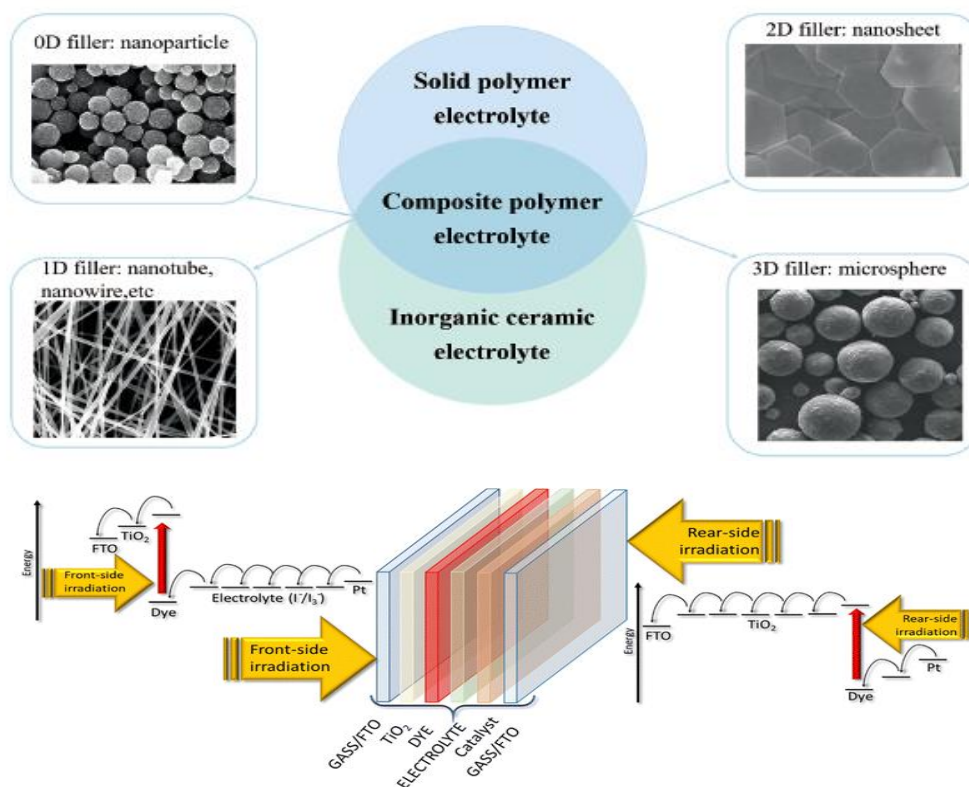 0D filler: nanoparticle
2D filler: nanosheet
Solid polymer
electrolyte
Composite polymer
electrolyte
1D filler: nanotube,
nanowire,etc
3D filler: microsphere
Inorganic ceramic
electrolyte
Energy
FTO
TiO₂
Front-side
irradiation
Dye
Electrolyte (I⁻/I₃⁻)
Pt
Front-side
irradiation
GASS/FTO
TiO₂
DYE
ELECTROLYTE
Catalyst
GASS/FTO
Rear-side
irradiation
Energy
FTO
TiO₂
Rear-side
irradiation
Dye
Pt